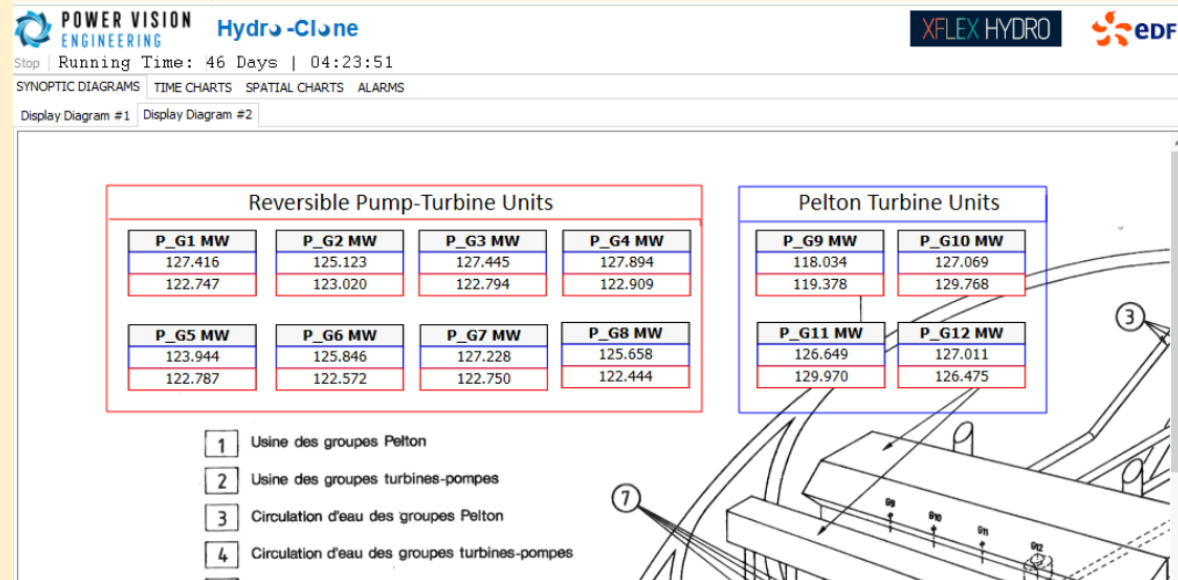 POWER VISION
ENGINEERING
Hydro-Clone
XFLEX HYDRO
eDF
Stop | Running Time: 46 Days | 04:23:51
SYNOPTIC DIAGRAMS TIME CHARTS SPATIAL CHARTS ALARMS
Display Diagram #1 Display Diagram #2
Reversible Pump-Turbine Units
P_G1 MW P_G2 MW P_G3 MW P_G4 MW
127.416 125.123 127.445 127.894
122.747 123.020 122.794 122.909
P_G5 MW P_G6 MW P_G7 MW P_G8 MW
123.944 125.846 127.228 125.658
122.787 122.572 122.750 122.444
Pelton Turbine Units
P_G9 MW P_G10 MW
118.034 127.069
119.378 129.768
P_G11 MW P_G12 MW
126.649 127.011
129.970 126.475
1 Usine des groupes Pelton
2 Usine des groupes turbines-pompes
3 Circulation d'eau des groupes Pelton
4 Circulation d'eau des groupes turbines-pompes
3
7
G9
G10
G11
G12